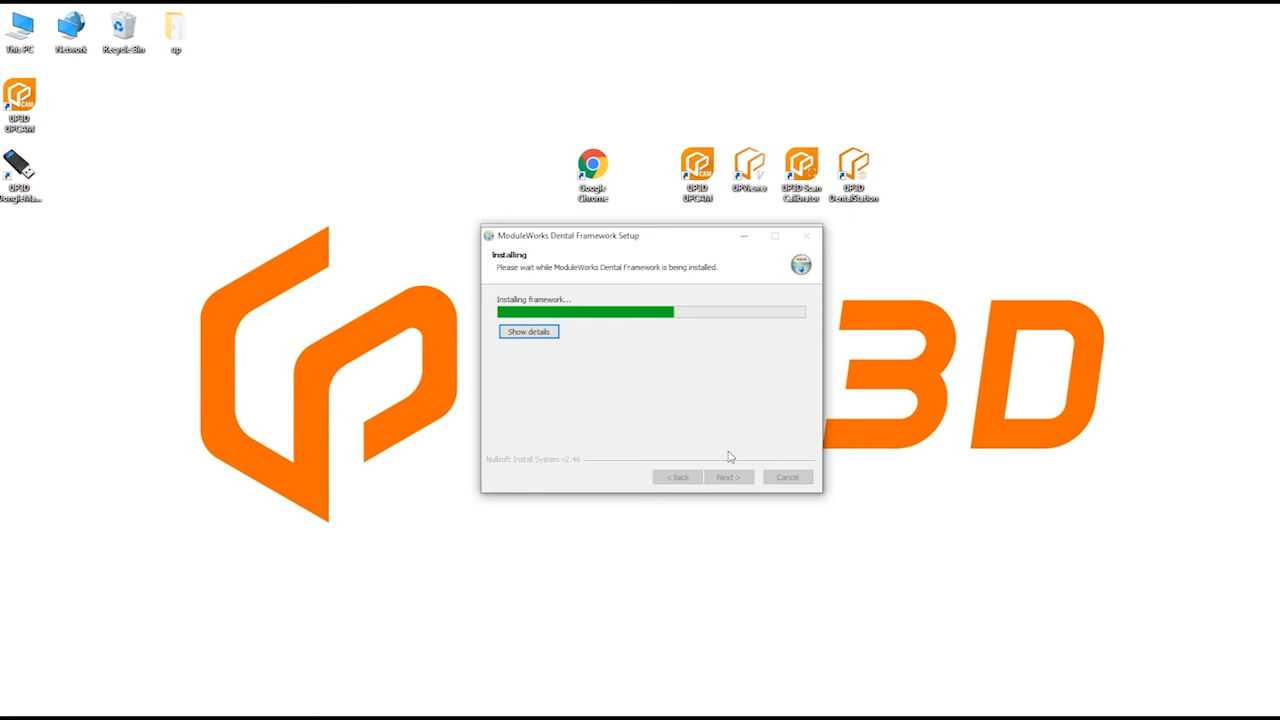 This PC
Network
Recycle Bin
up
UP3D
UPCAM
UP3D
DongleMa...
Google
Chrome
UP3D
UPCAM
UPViewer
UP3D Scan
Calibrator
UP3D
DentalStation
ModuleWorks Dental Framework Setup
Installing
Please wait while ModuleWorks Dental Framework is being installed.
Installing framework...
Show details
Nullsoft Install System v2.46
< Back
Next >
Cancel
3D